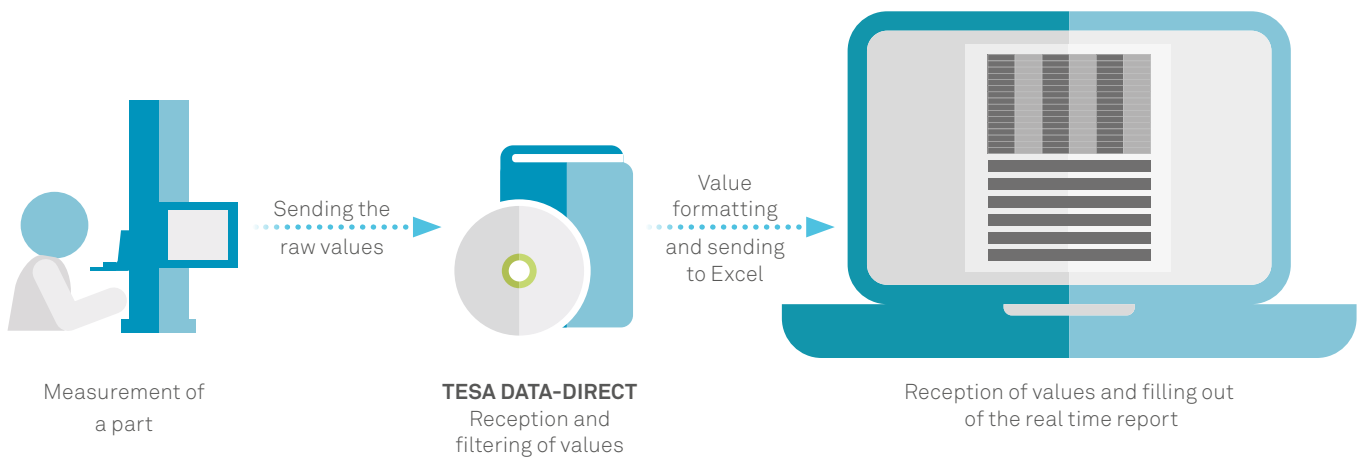 Sending the
raw values
Value
formatting
and sending
to Excel
Measurement of
a part
TESA DATA-DIRECT
Reception and
filtering of values
Reception of values and filling out
of the real time report